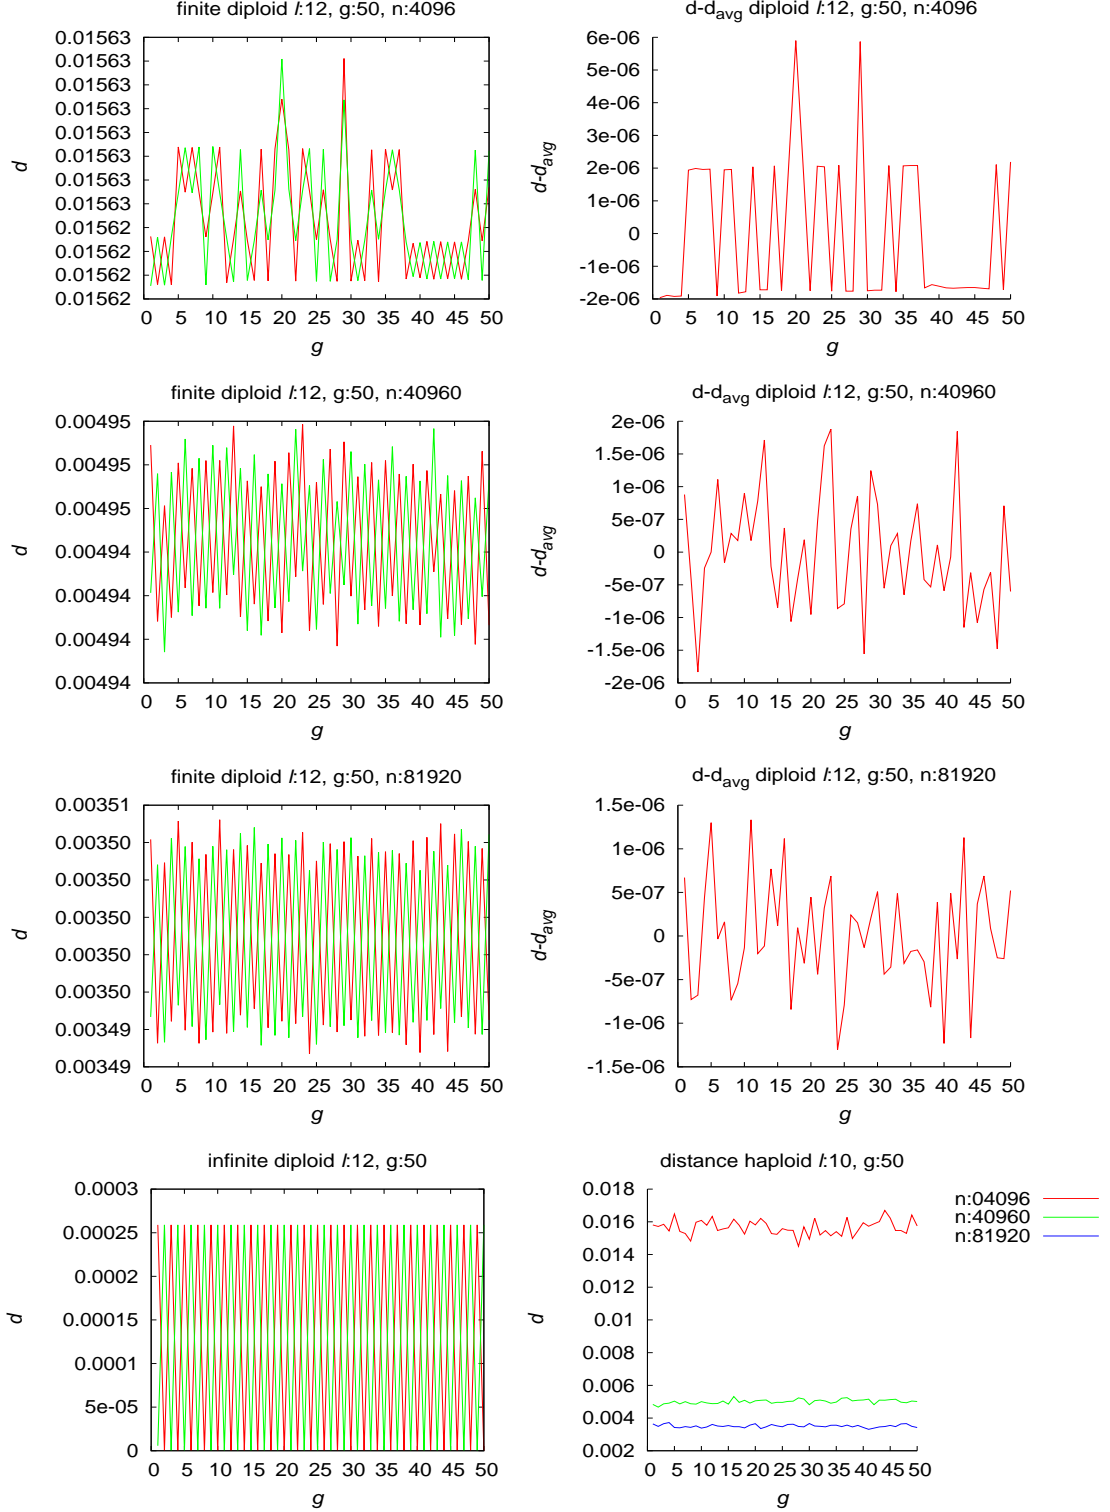 finite diploid l:12, g:50, n:4096
0.01563
0.01563
0.01563
0.01563
0.01563
0.01563
0.01563
0.01563
0.01562
0.01562
0.01562
0.01562
d
0 5 10 15 20 25 30 35 40 45 50
g
d-davg diploid l:12, g:50, n:4096
6e-06
5e-06
4e-06
3e-06
2e-06
1e-06
0
-1e-06
-2e-06
d-davg
0 5 10 15 20 25 30 35 40 45 50
g
finite diploid l:12, g:50, n:40960
0.00495
0.00495
0.00495
0.00494
0.00494
0.00494
0.00494
d
0 5 10 15 20 25 30 35 40 45 50
g
d-davg diploid l:12, g:50, n:40960
2e-06
1.5e-06
1e-06
5e-07
0
-5e-07
-1e-06
-1.5e-06
-2e-06
d-davg
0 5 10 15 20 25 30 35 40 45 50
g
finite diploid l:12, g:50, n:81920
0.00351
0.00350
0.00350
0.00350
0.00350
0.00350
0.00349
0.00349
d
0 5 10 15 20 25 30 35 40 45 50
g
d-davg diploid l:12, g:50, n:81920
1.5e-06
1e-06
5e-07
0
-5e-07
-1e-06
-1.5e-06
d-davg
0 5 10 15 20 25 30 35 40 45 50
g
infinite diploid l:12, g:50
0.0003
0.00025
0.0002
0.00015
0.0001
5e-05
0
d
0 5 10 15 20 25 30 35 40 45 50
g
distance haploid l:10, g:50
0.018
0.016
0.014
0.012
0.01
0.008
0.006
0.004
0.002
d
0 5 10 15 20 25 30 35 40 45 50
g
n:04096
n:40960
n:81920